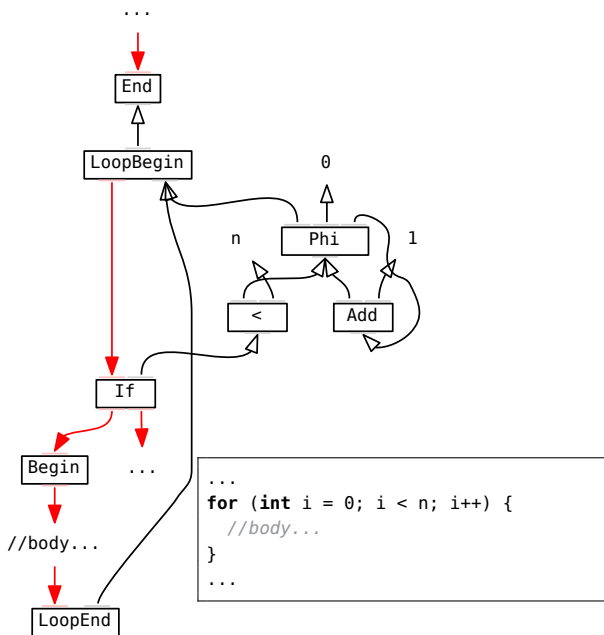 ...
End
LoopBegin
0
n
Phi
1
<
Add
If
Begin
...
//body...
LoopEnd
...
for (int i = 0; i < n; i++) {
//body...
}
...